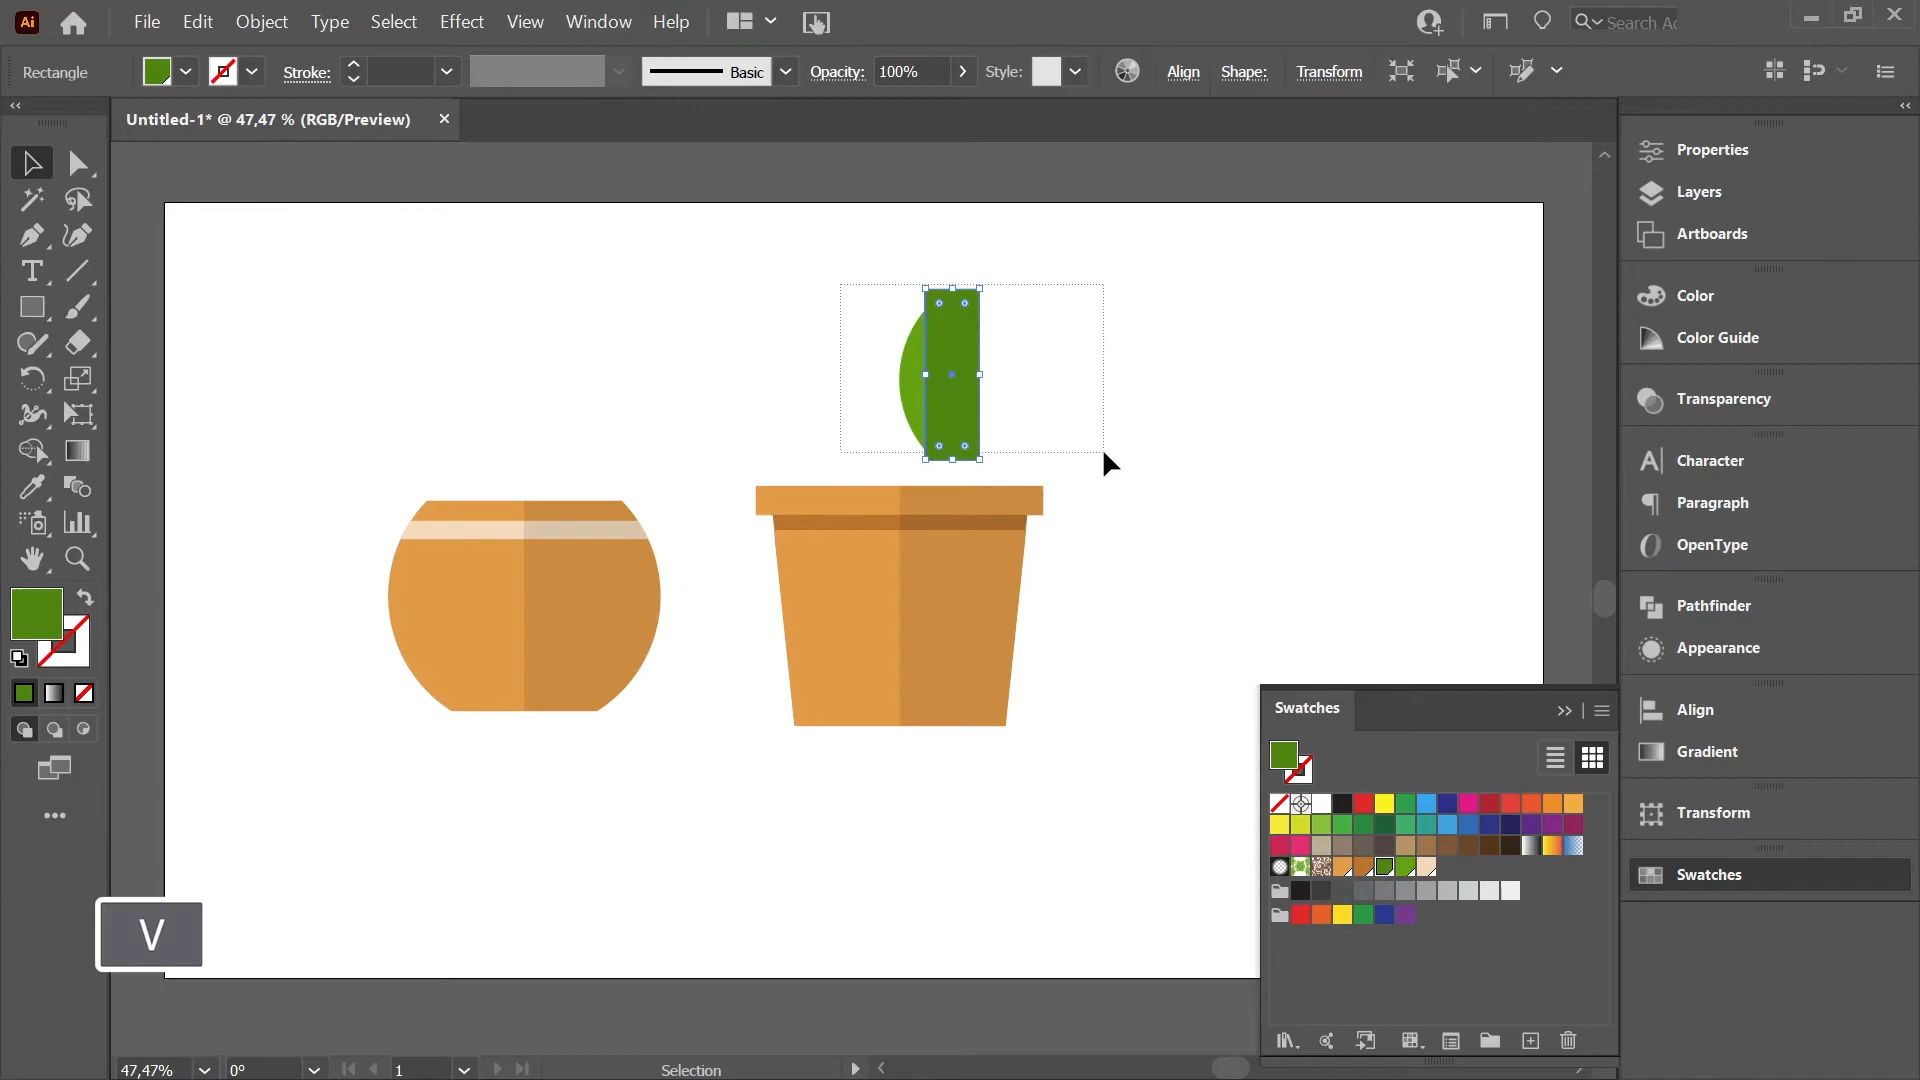 Ai File Edit Object Type Select Effect View Window Help
Rectangle Stroke: Basic Opacity: 100% Style: Align Shape: Transform
Untitled-1* @ 47,47 % (RGB/Preview)
Properties
Layers
Artboards
Color
Color Guide
Transparency
Character
Paragraph
OpenType
Pathfinder
Appearance
Align
Gradient
Transform
Swatches
Swatches
V
47,47% 0° 1 Selection